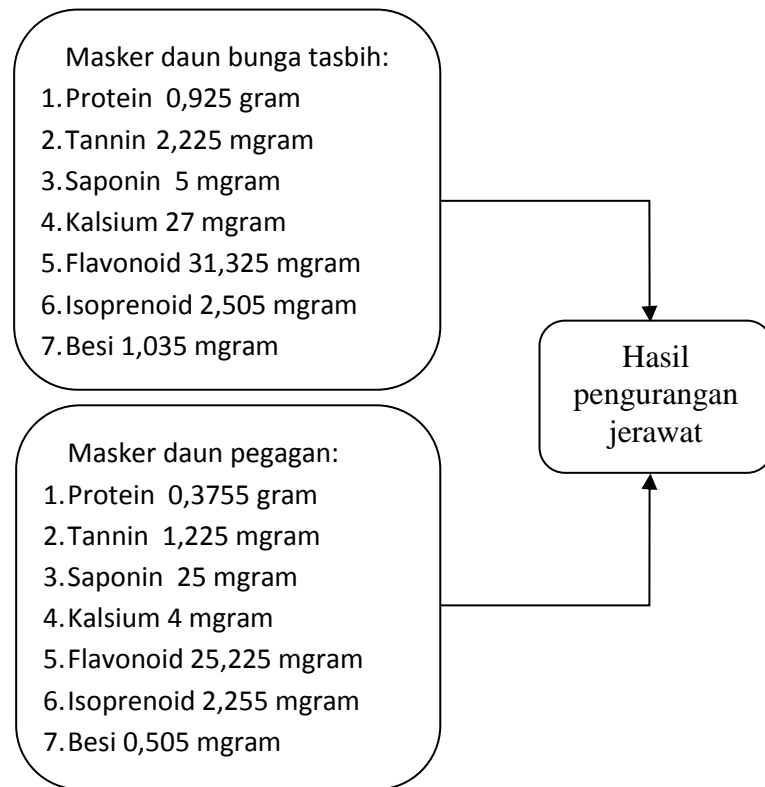 Masker daun bunga tasbih:
1.Protein 0,925 gram
2.Tannin 2,225 mgram
3.Saponin 5 mgram
4.Kalsium 27 mgram
5.Flavonoid 31,325 mgram
6.Isoprenoid 2,505 mgram
7.Besi 1,035 mgram
Hasil
pengurangan
jerawat
Masker daun pegagan:
1.Protein 0,3755 gram
2.Tannin 1,225 mgram
3.Saponin 25 mgram
4.Kalsium 4 mgram
5.Flavonoid 25,225 mgram
6.Isoprenoid 2,255 mgram
7.Besi 0,505 mgram